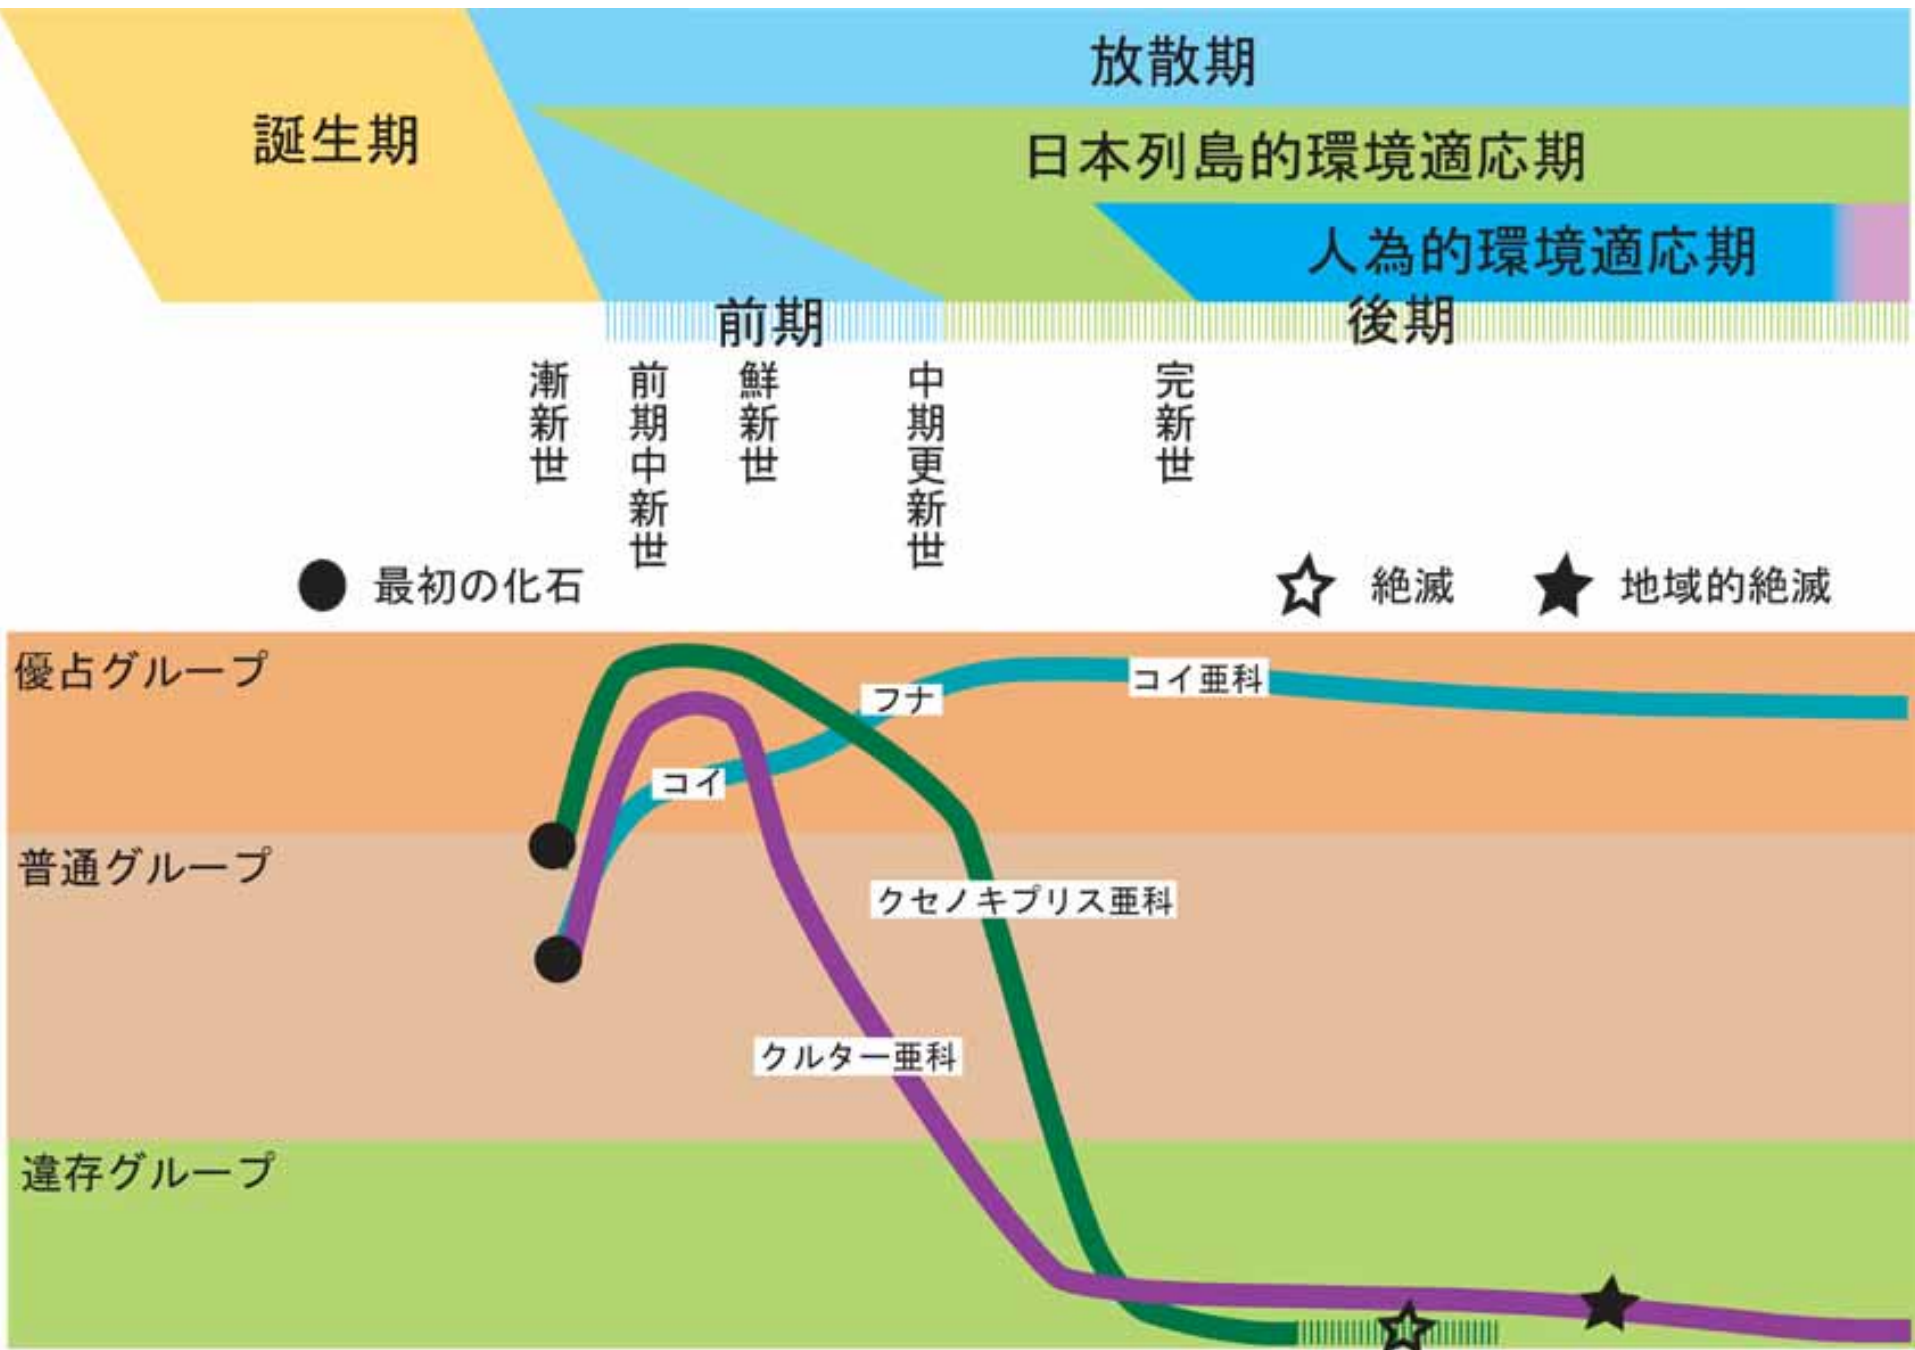 放散期
誕生期
日本列島的環境適応期
人為的環境適応期
前期
後期
漸新世
前期中新世
鮮新世
中期更新世
完新世
最初の化石
絶滅
地域的絶滅
優占グループ
フナ
コイ亜科
コイ
普通グループ
クセノキプリス亜科
クルター亜科
違存グループ